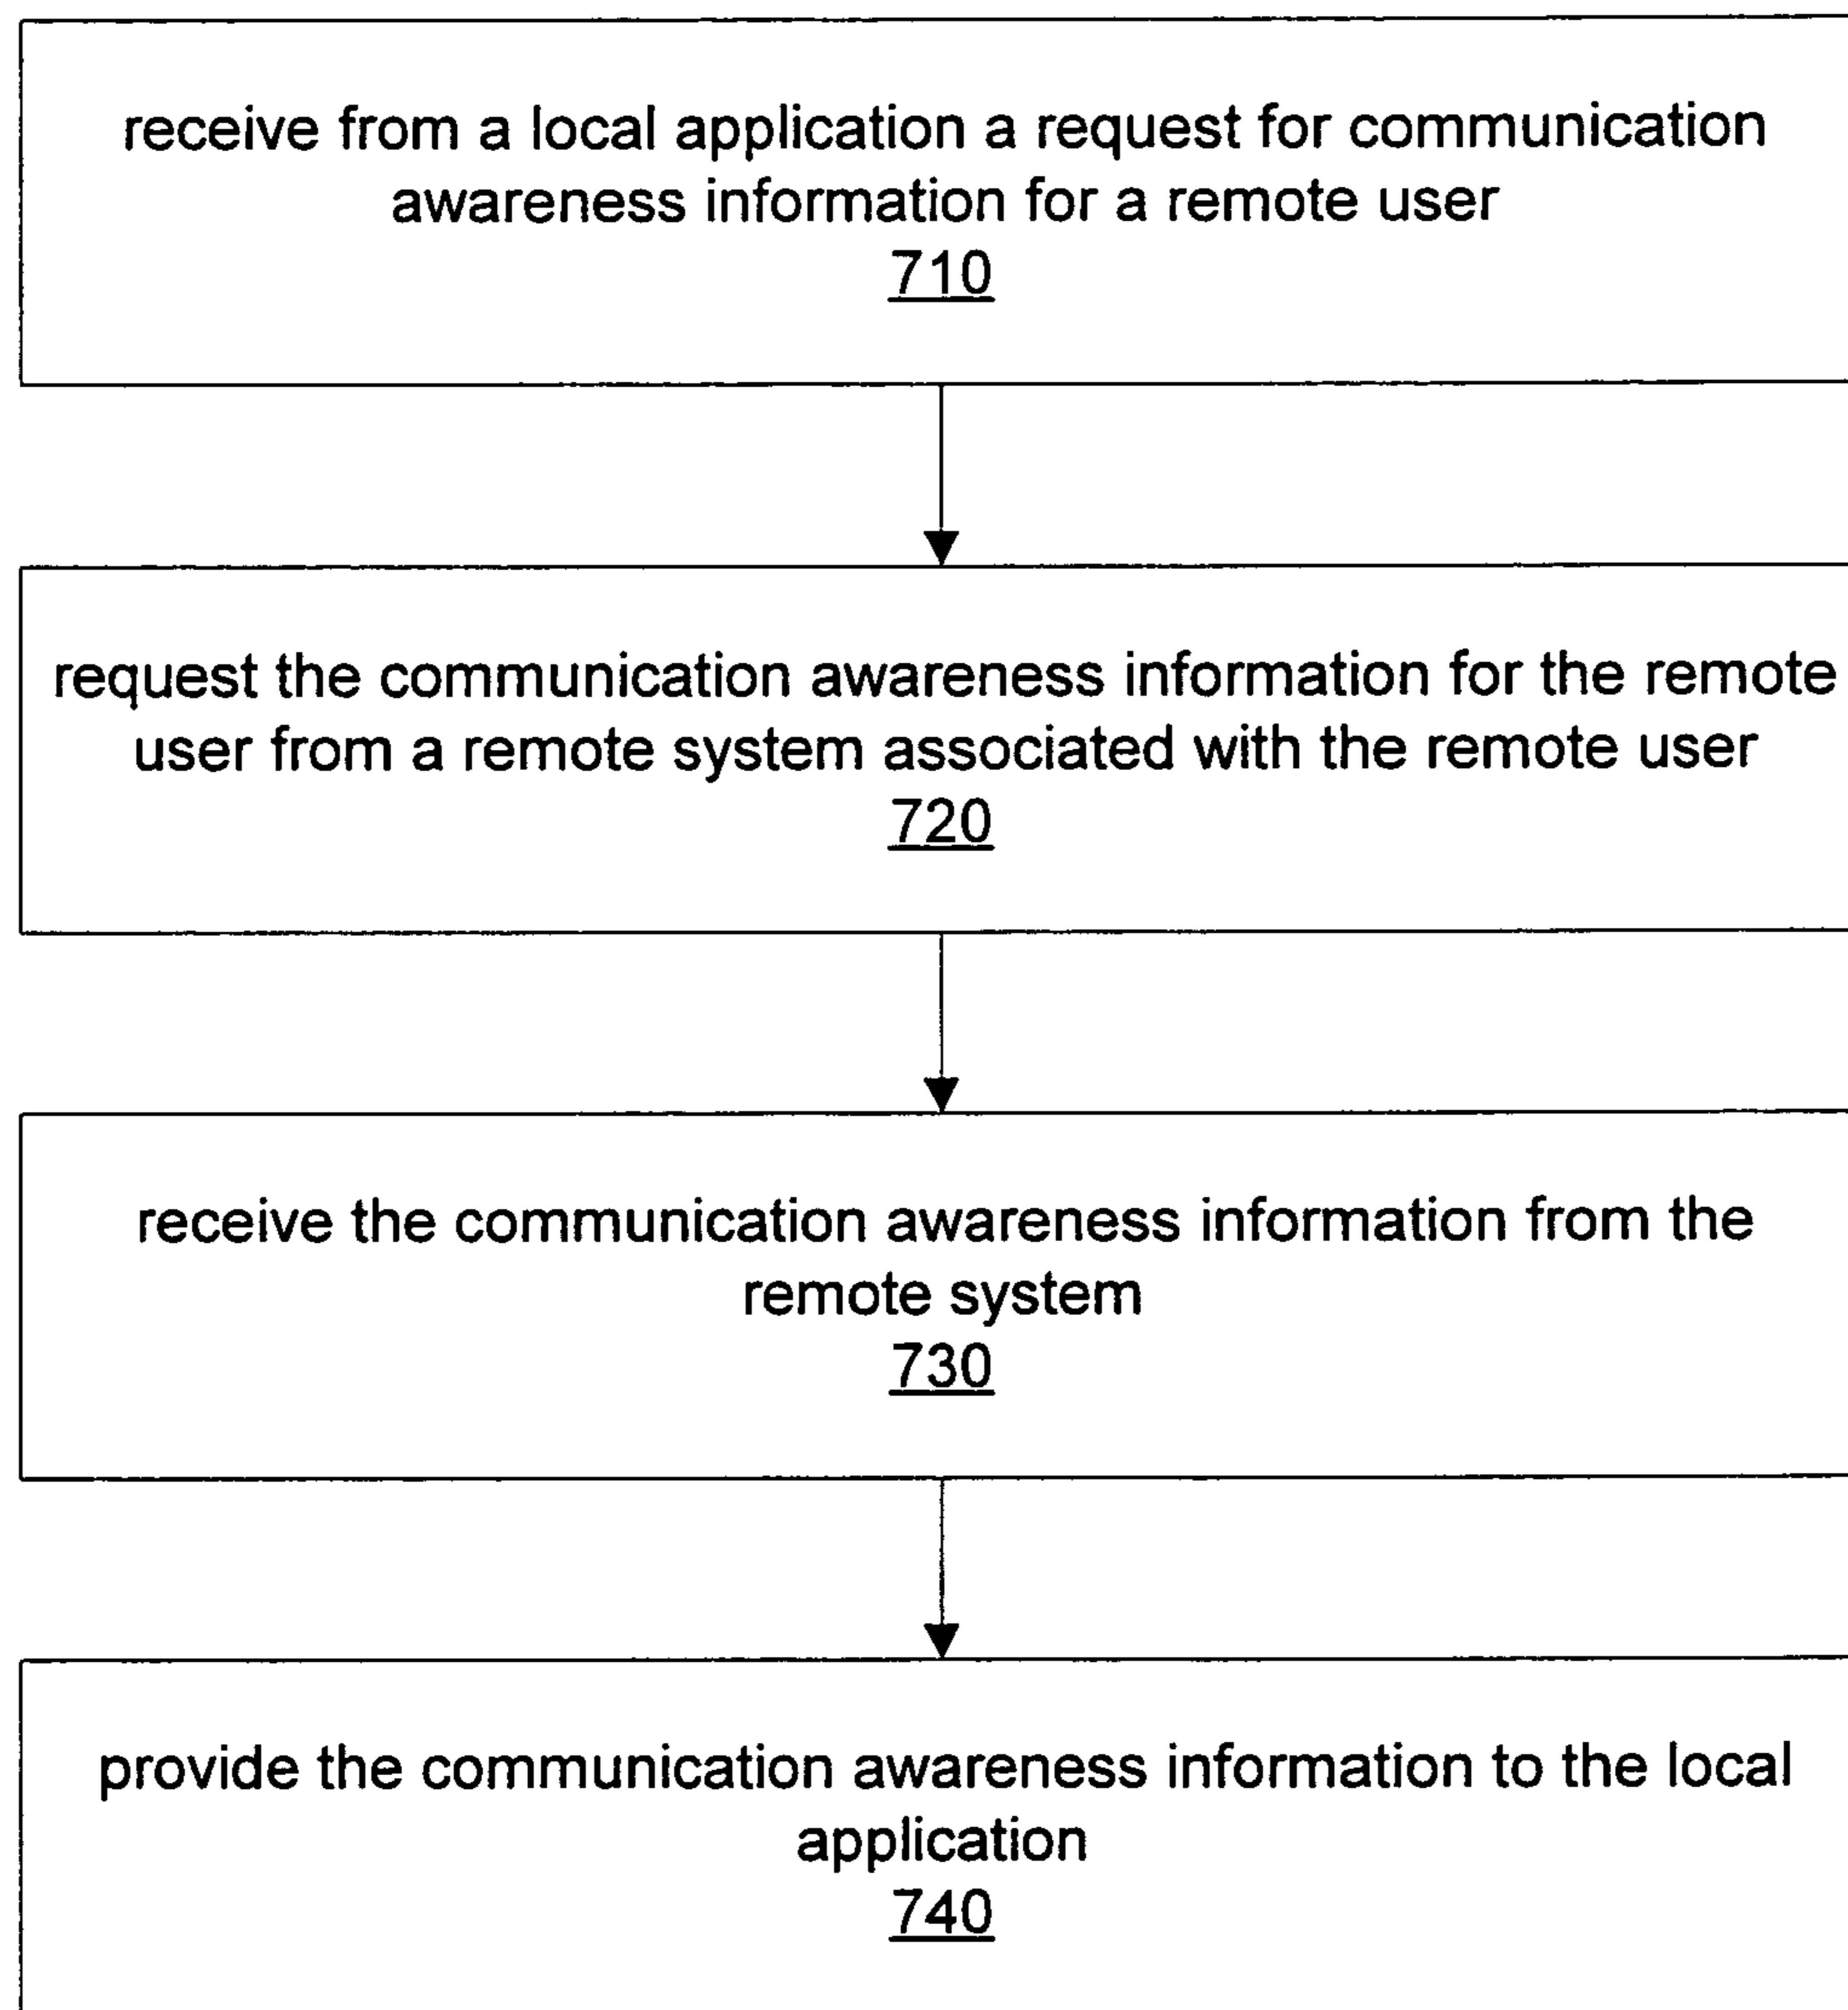 receive from a local application a request for communication
awareness information for a remote user
710
request the communication awareness information for the remote
user from a remote system associated with the remote user
720
receive the communication awareness information from the
remote system
730
provide the communication awareness information to the local
application
740